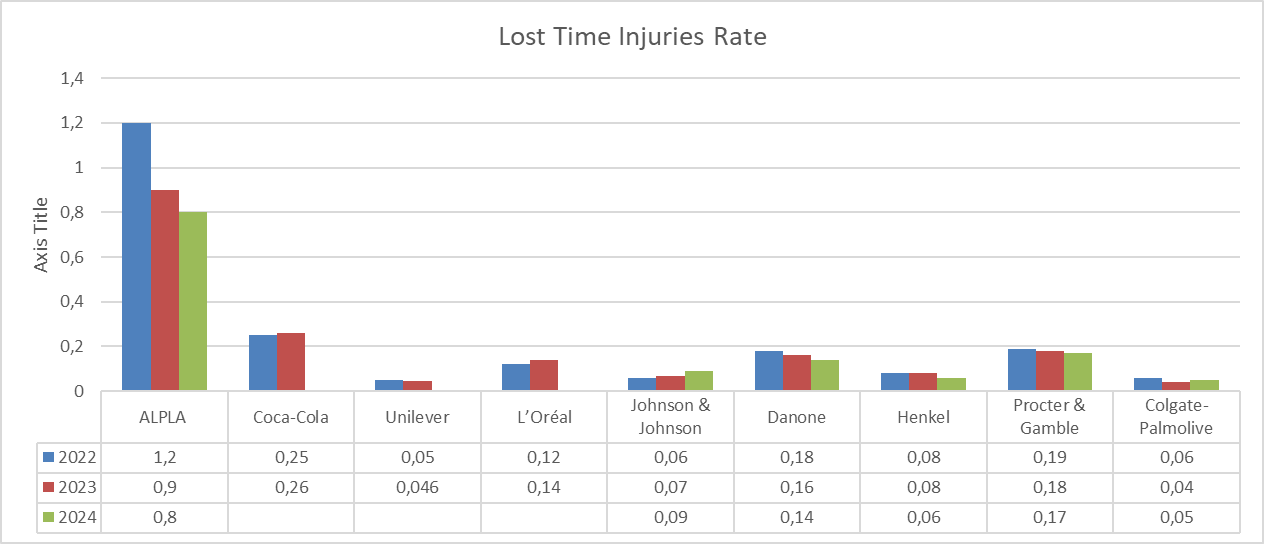 Lost Time Injuries Rate
Axis Title
1,4
1,2
1
0,8
0,6
0,4
0,2
0
ALPLA Coca-Cola Unilever L’Oréal Johnson & Johnson Danone Henkel Procter & Gamble Colgate-Palmolive
2022 1,2 0,25 0,05 0,12 0,06 0,18 0,08 0,19 0,06
2023 0,9 0,26 0,046 0,14 0,07 0,16 0,08 0,18 0,04
2024 0,8 0,09 0,14 0,06 0,17 0,05